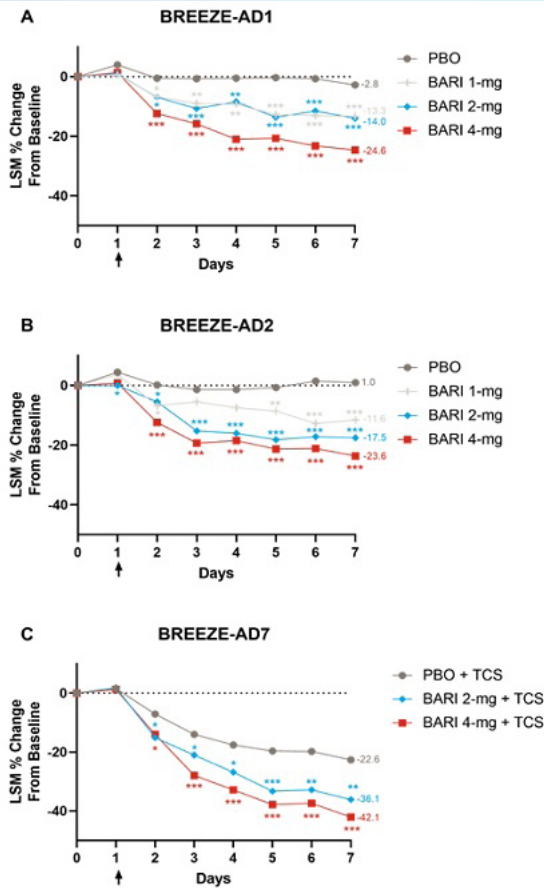 A
BREEZE-AD1
LSM % Change
From Baseline
0
-20
-40
* ** ** *** *** ***
* *** ** *** *** ***
*** *** *** *** *** ***
-2.8
-13.3
-14.0
-24.6
0 1 2 3 4 5 6 7
Days
PBO
BARI 1-mg
BARI 2-mg
BARI 4-mg
B
BREEZE-AD2
LSM % Change
From Baseline
0
-20
-40
* ** *** ***
* * *** *** *** *** ***
*** *** *** *** *** ***
1.0
-11.6
-17.5
-23.6
0 1 2 3 4 5 6 7
Days
PBO
BARI 1-mg
BARI 2-mg
BARI 4-mg
C
BREEZE-AD7
LSM % Change
From Baseline
0
-20
-40
* * * *** ** **
* *** *** *** *** ***
-22.6
-36.1
-42.1
0 1 2 3 4 5 6 7
Days
PBO + TCS
BARI 2-mg + TCS
BARI 4-mg + TCS